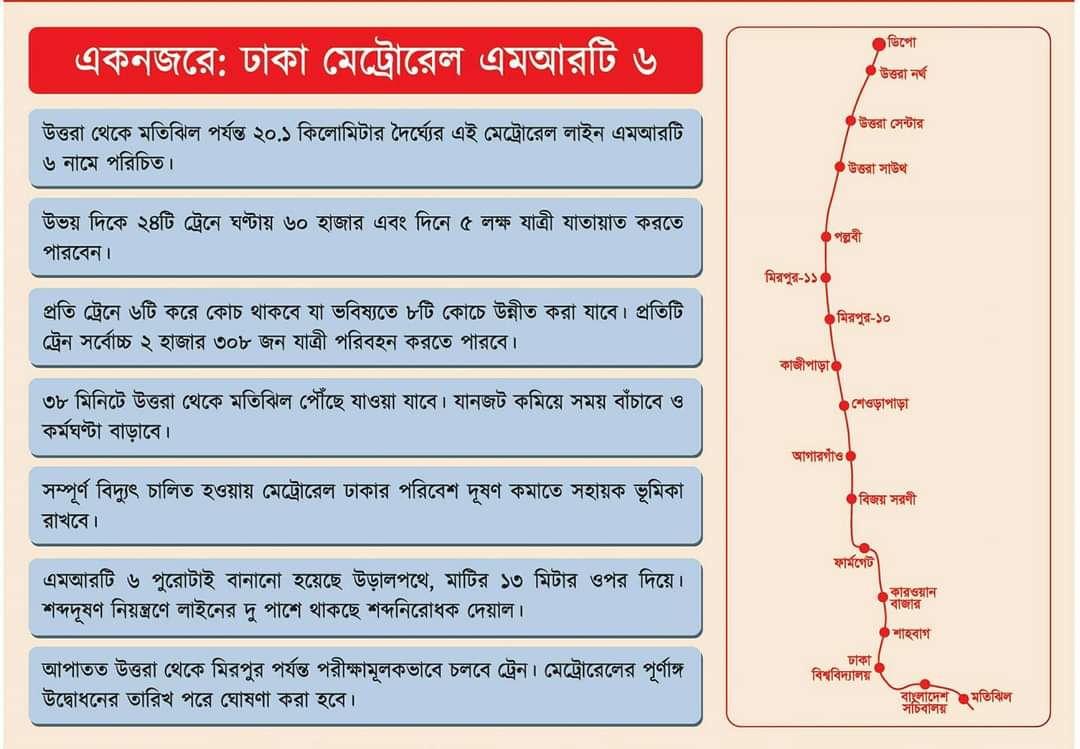 একনজরে: ঢাকা মেট্রোরেল এমআরটি ৬
উত্তরা থেকে মতিঝিল পর্যন্ত ২০.১ কিলোমিটার দৈর্ঘ্যের এই মেট্রোরেল লাইন এমআরটি
৬ নামে পরিচিত।
উভয় দিকে ২৪টি ট্রেনে ঘণ্টায় ৬০ হাজার এবং দিনে ৫ লক্ষ যাত্রী যাতায়াত করতে
পারবেন।
প্রতি ট্রেনে ৬টি করে কোচ থাকবে যা ভবিষ্যতে ৮টি কোচে উন্নীত করা যাবে। প্রতিটি
ট্রেন সর্বোচ্চ ২ হাজার ৩০৮ জন যাত্রী পরিবহন করতে পারবে।
৩৮ মিনিটে উত্তরা থেকে মতিঝিল পৌঁছে যাওয়া যাবে। যানজট কমিয়ে সময় বাঁচাবে ও
কর্মঘণ্টা বাড়াবে।
সম্পূর্ণ বিদ্যুৎ চালিত হওয়ায় মেট্রোরেল ঢাকার পরিবেশ দূষণ কমাতে সহায়ক ভূমিকা
রাখবে।
এমআরটি ৬ পুরোটাই বানানো হয়েছে উড়ালপথে, মাটির ১৩ মিটার ওপর দিয়ে।
শব্দদূষণ নিয়ন্ত্রণে লাইনের দু পাশে থাকছে শব্দনিরোধক দেয়াল।
আপাতত উত্তরা থেকে মিরপুর পর্যন্ত পরীক্ষামূলকভাবে চলবে ট্রেন। মেট্রোরেলের পূর্ণাঙ্গ
উদ্বোধনের তারিখ পরে ঘোষণা করা হবে।
ডিপো
উত্তরা নর্থ
উত্তরা সেন্টার
উত্তরা সাউথ
পল্লবী
মিরপুর-১১
মিরপুর-১০
কাজীপাড়া
শেওড়াপাড়া
আগারগাঁও
বিজয় সরণী
ফার্মগেট
কারওয়ান
বাজার
শাহবাগ
ঢাকা
বিশ্ববিদ্যালয়
বাংলাদেশ
সচিবালয়
মতিঝিল